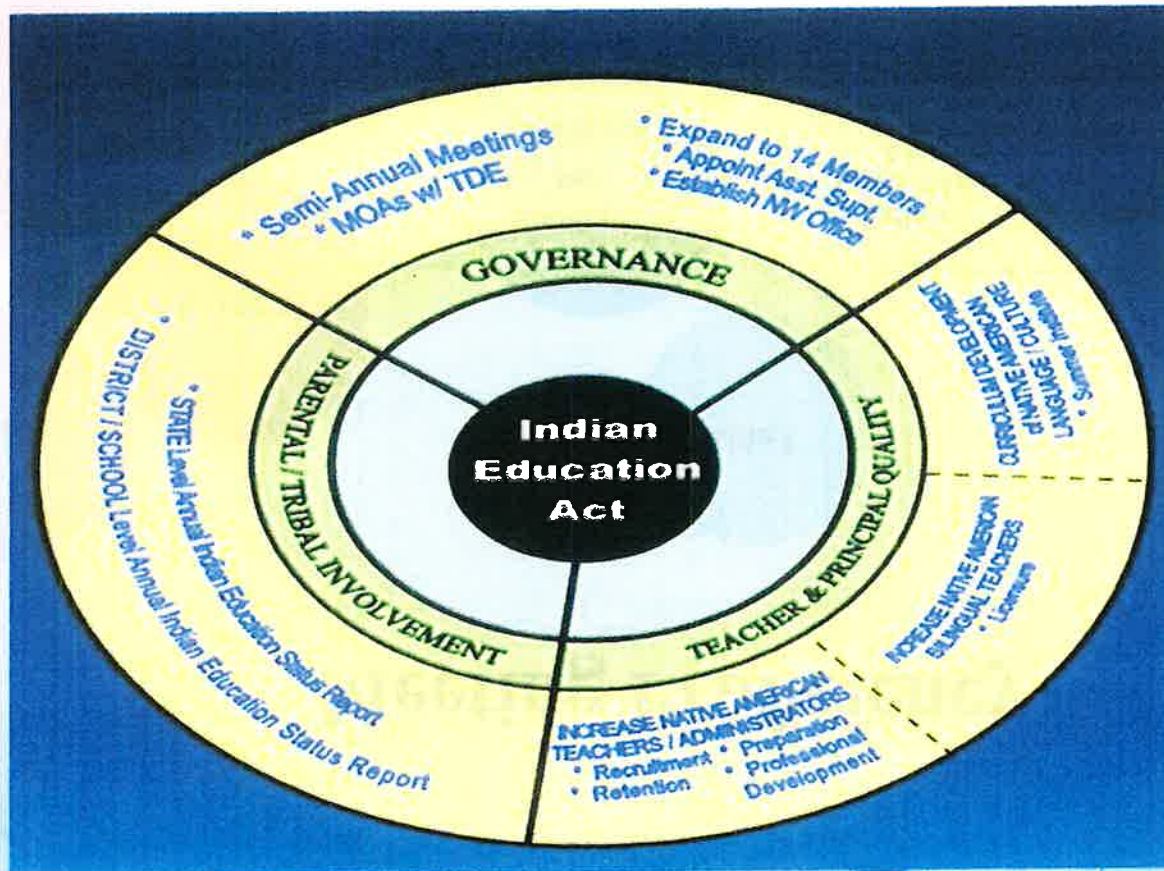 * Semi-Annual Meetings
* MOAs w/ TDE
* Expand to 14 Members
* Appoint Asst. Supt.
* Establish NW Office
GOVERNANCE
PARENTAL / TRIBAL INVOLVEMENT
TEACHER & PRINCIPAL QUALITY
Indian
Education
Act
CURRICULUM DEVELOPMENT
of NATIVE AMERICAN
LANGUAGE / CULTURE
* Summer Institute
INCREASE NATIVE AMERICAN
BILINGUAL TEACHERS
* Licensure
INCREASE NATIVE AMERICAN
TEACHERS / ADMINISTRATORS
* Recruitment * Preparation
* Retention * Professional
Development
* STATE Level Annual Indian Education Status Report
* DISTRICT / SCHOOL Level Annual Indian Education Status Report